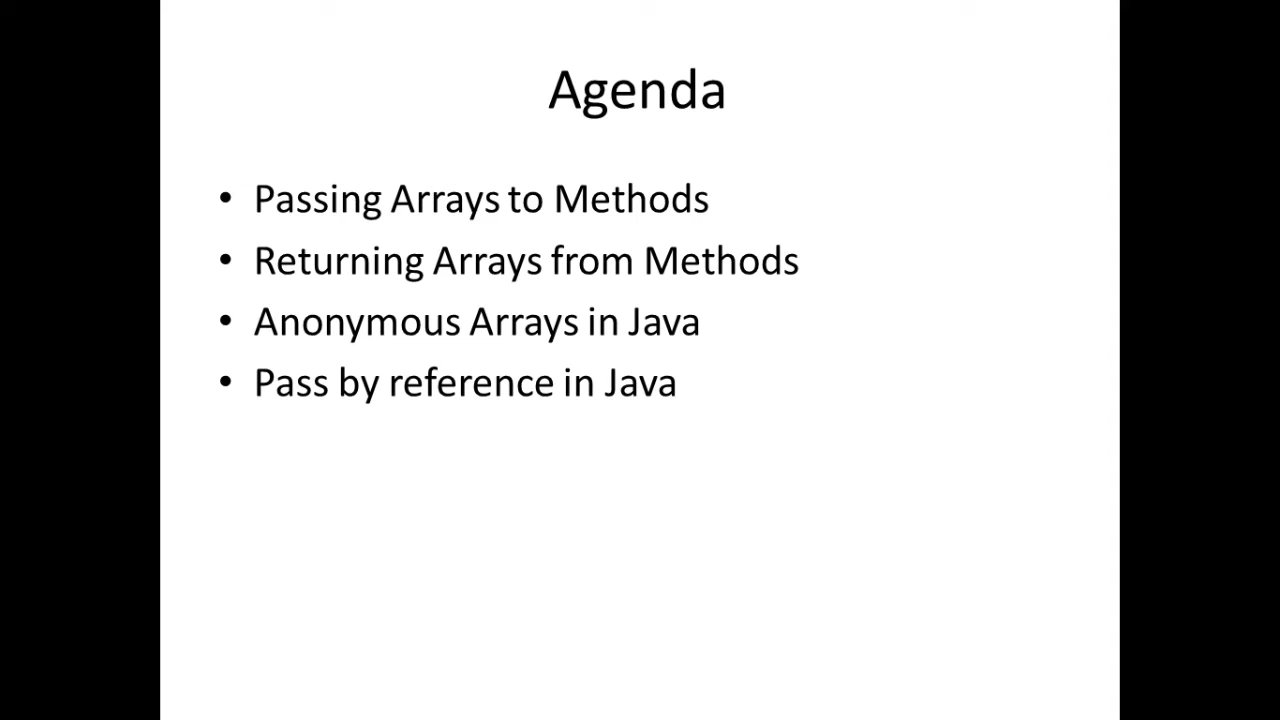 Agenda
• Passing Arrays to Methods
• Returning Arrays from Methods
• Anonymous Arrays in Java
• Pass by reference in Java